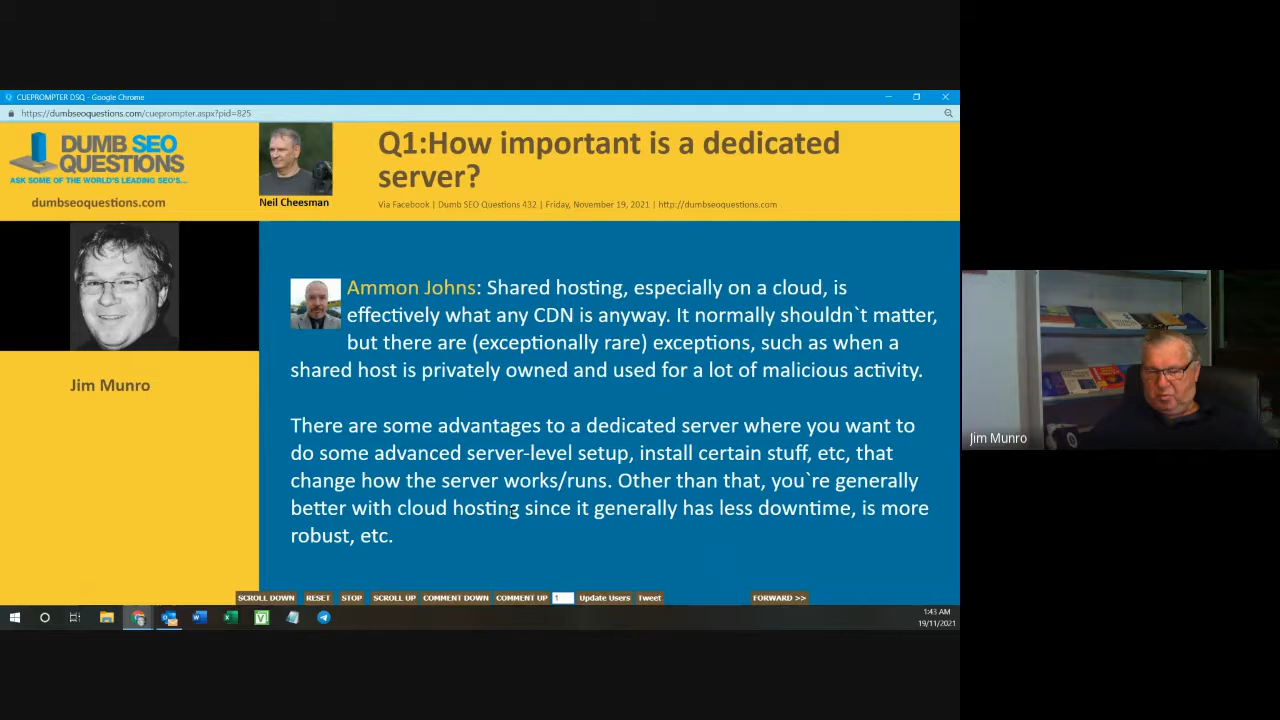 CUEPROMPTER DSQ - Google Chrome
https://dumbseoquestions.com/cueprompter.aspx?pid=825
DUMB SEO
QUESTIONS
ASK SOME OF THE WORLD'S LEADING SEO'S...
dumbseoquestions.com
Neil Cheesman
Q1:How important is a dedicated
server?
Via Facebook | Dumb SEO Questions 432 | Friday, November 19, 2021 | http://dumbseoquestions.com
Jim Munro
Ammon Johns: Shared hosting, especially on a cloud, is
effectively what any CDN is anyway. It normally shouldn`t matter,
but there are (exceptionally rare) exceptions, such as when a
shared host is privately owned and used for a lot of malicious activity.
There are some advantages to a dedicated server where you want to
do some advanced server-level setup, install certain stuff, etc, that
change how the server works/runs. Other than that, you`re generally
better with cloud hosting since it generally has less downtime, is more
robust, etc.
SCROLL DOWN RESET STOP SCROLL UP COMMENT DOWN COMMENT UP 1 Update Users Tweet FORWARD >>
1:43 AM
19/11/2021
Jim Munro